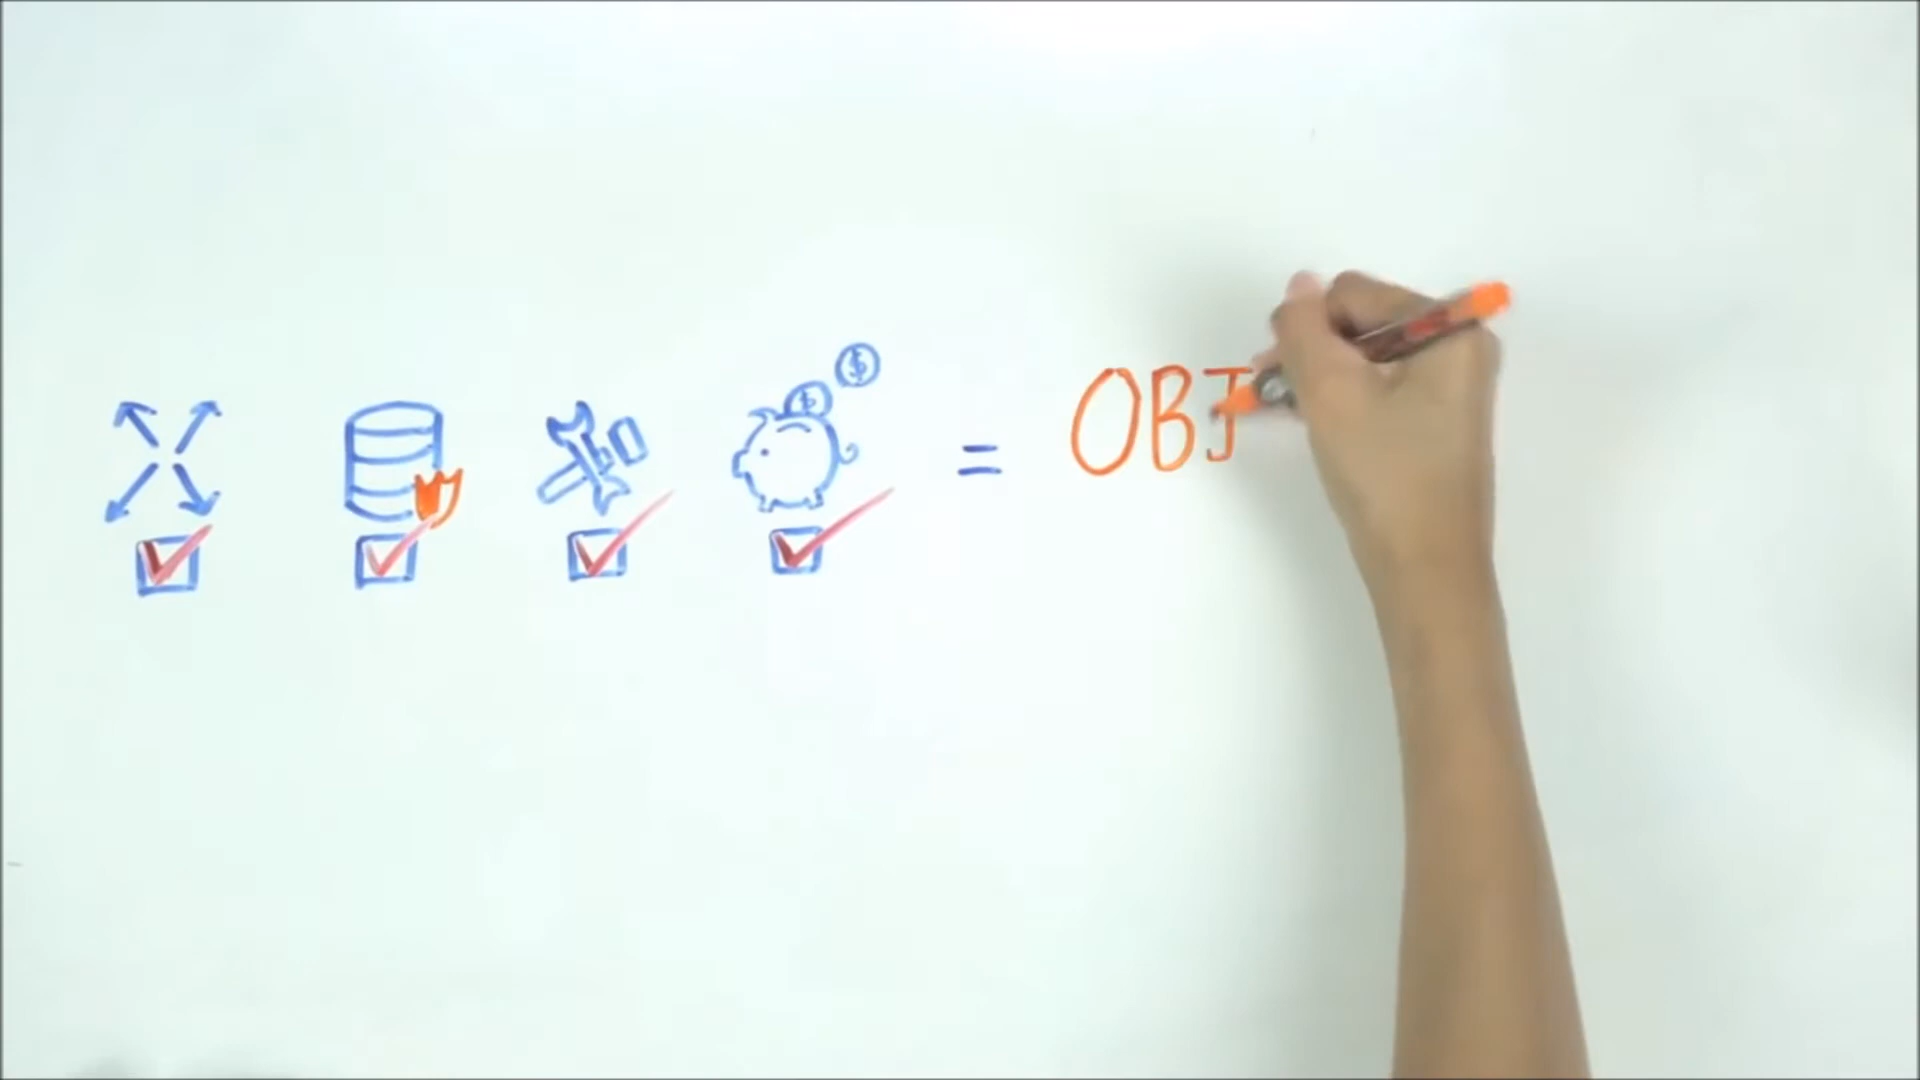 $ $
= OBJ